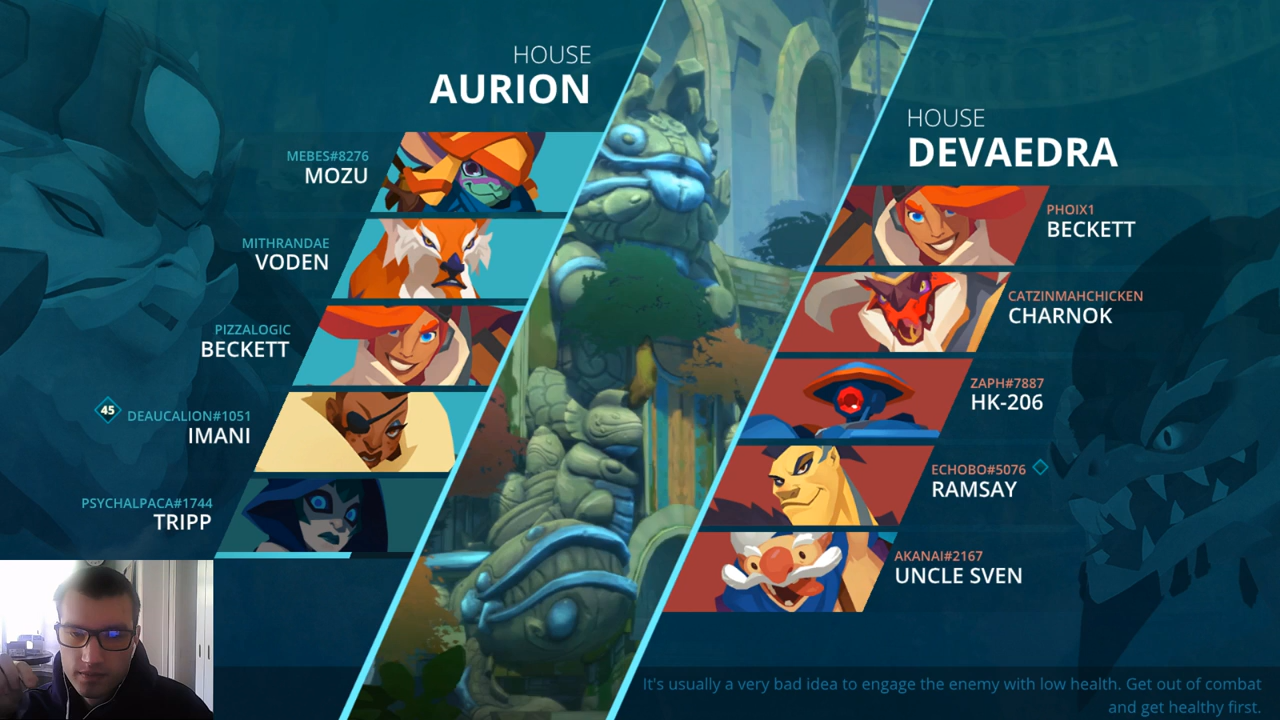 HOUSE
AURION
MEBES#8276
MOZU
MITHRANDAE
VODEN
PIZZALOGIC
BECKETT
45
DEAUCALION#1051
IMANI
PSYCHALPACA#1744
TRIPP
HOUSE
DEVAEDRA
PHOIX1
BECKETT
CATZINMAHCHICKEN
CHARNOK
ZAPH#7887
HK-206
ECHOBO#5076
RAMSAY
AKANAI#2167
UNCLE SVEN
It's usually a very bad idea to engage the enemy with low health. Get out of combat
and get healthy first.